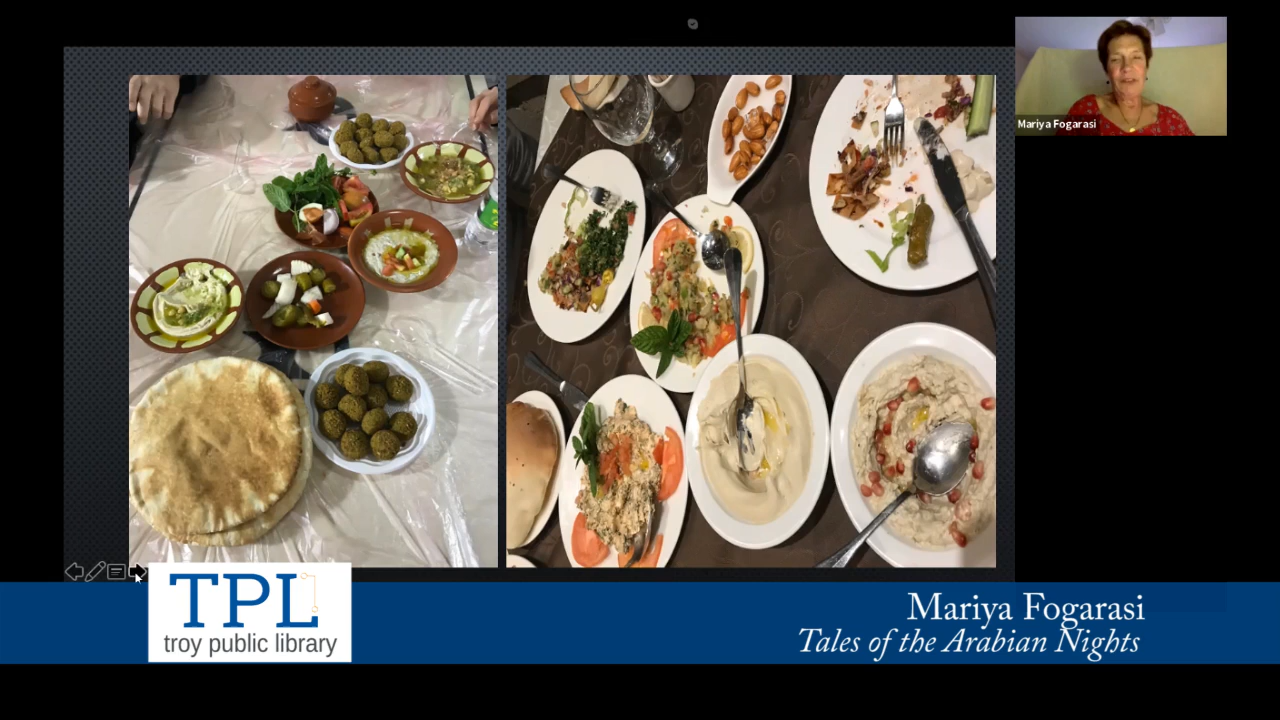 Mariya Fogarasi
TPL
troy public library
Mariya Fogarasi
Tales of the Arabian Nights